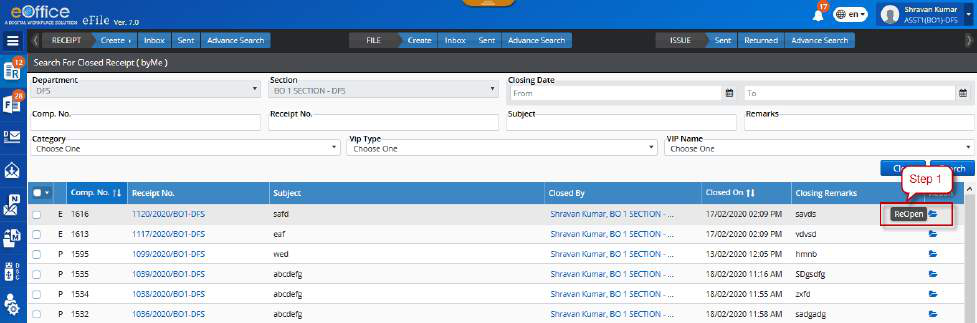 eOffice
A DIGITAL WORKPLACE SOLUTION eFile Ver. 7.0
17 en Shravan Kumar
ASST1(BO1)-DFS
RECEIPT Create Inbox Sent Advance Search FILE Create Inbox Sent Advance Search ISSUE Sent Returned Advance Search
12
Search For Closed Receipt ( byMe )
Department Section Closing Date
DFS BO 1 SECTION - DFS From To
28
Comp. No. Receipt No. Subject Remarks
Category Vip Type VIP Name
Choose One Choose One Choose One
Step 1
Comp. No. Receipt No. Subject Closed By Closed On Closing Remarks
E 1616 1120/2020/BO1-DFS safd Shravan Kumar, BO 1 SECTION - ... 17/02/2020 02:09 PM savds ReOpen
E 1613 1117/2020/BO1-DFS eaf Shravan Kumar, BO 1 SECTION - ... 17/02/2020 02:09 PM vdvsd
P 1595 1099/2020/BO1-DFS wed Shravan Kumar, BO 1 SECTION - ... 13/02/2020 12:05 PM hmnb
P 1535 1039/2020/BO1-DFS abcdefg Shravan Kumar, BO 1 SECTION - ... 18/02/2020 11:16 AM SDgsdfg
P 1534 1038/2020/BO1-DFS abcdefg Shravan Kumar, BO 1 SECTION - ... 18/02/2020 11:55 AM zxfd
P 1532 1036/2020/BO1-DFS abcdefg Shravan Kumar, BO 1 SECTION - ... 18/02/2020 11:58 AM sadgadg